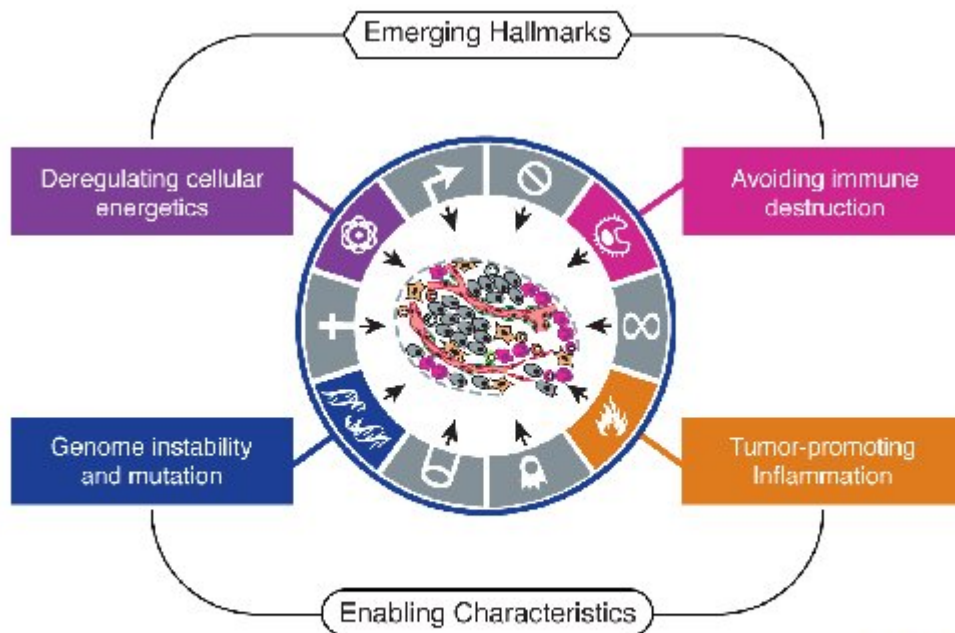 Emerging Hallmarks
Deregulating cellular
energetics
Avoiding immune
destruction
Genome instability
and mutation
Tumor-promoting
Inflammation
Enabling Characteristics